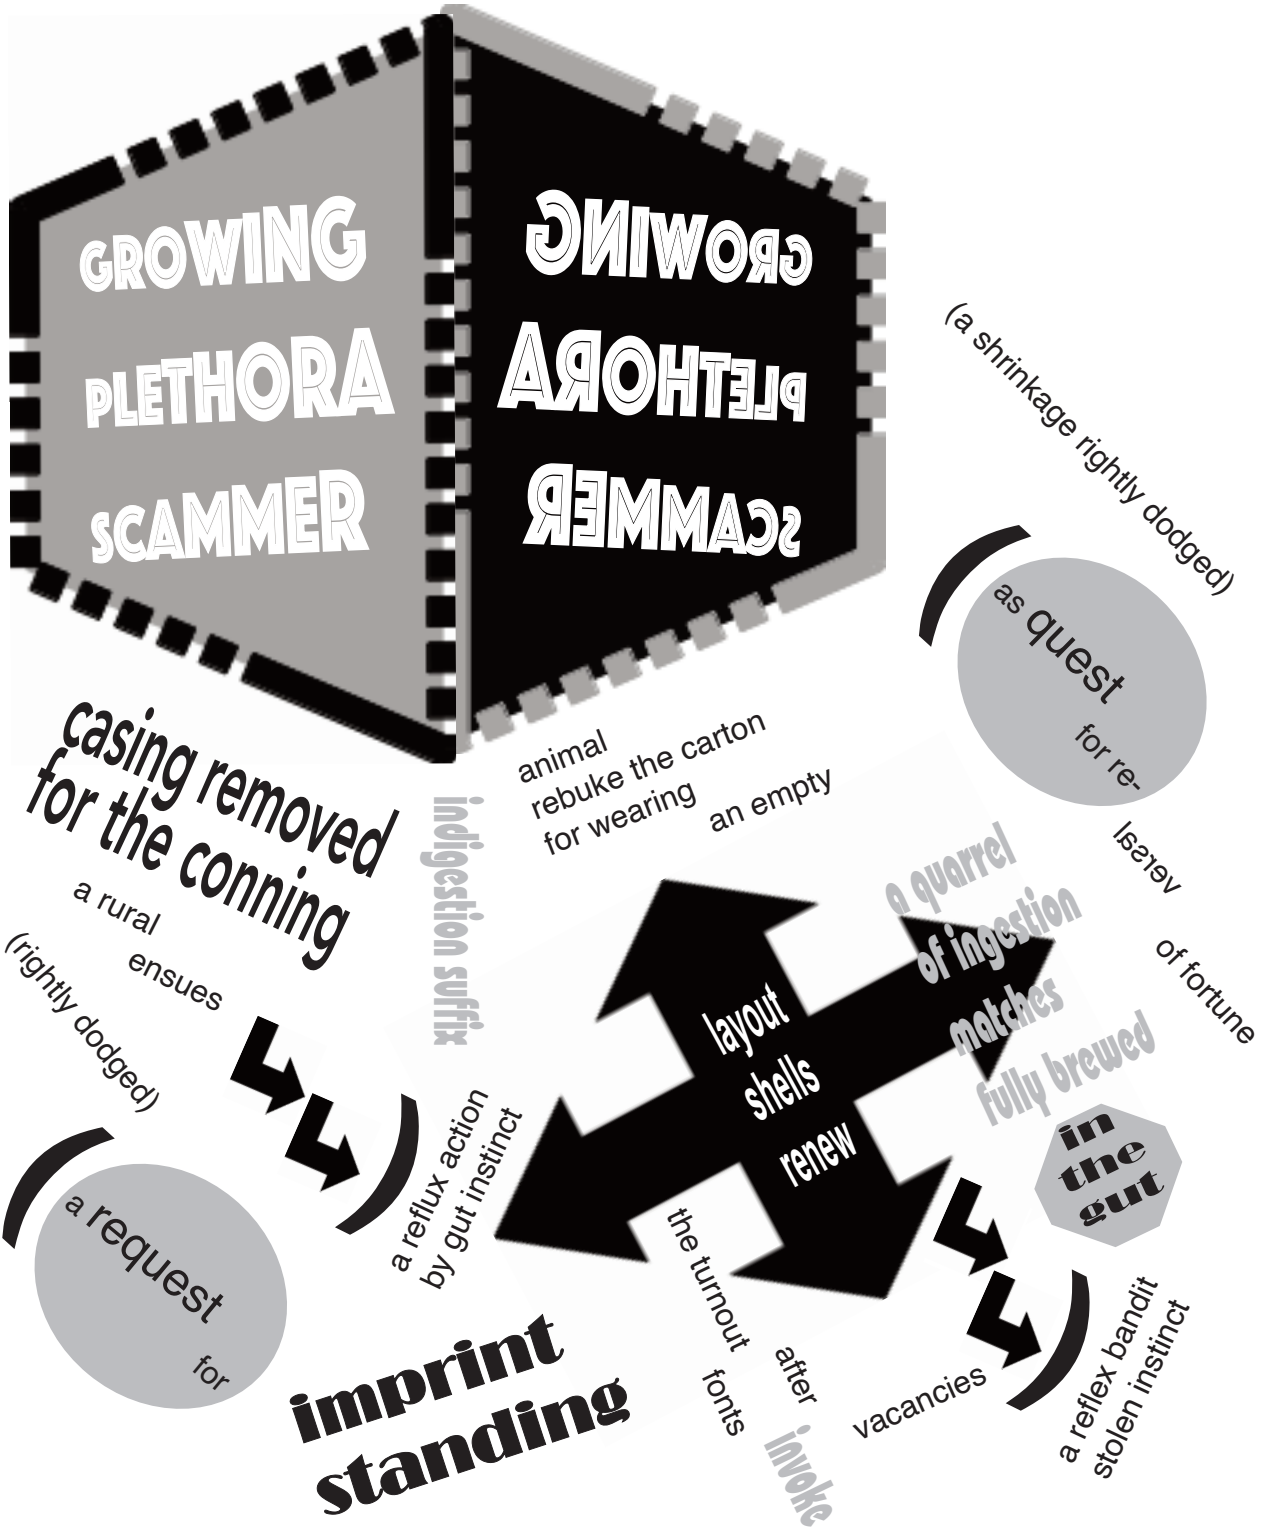 GROWING
PLETHORA
SCAMMER
GROWING
PLETHORA
SCAMMER
(a shrinkage rightly dodged)
as quest
for re-
versal
of fortune
casing removed
for the conning
a rural
ensues
(rightly dodged)
a request
for
indigestion suffix
animal
rebuke the carton
for wearing
an empty
a quarrel
of ingestion
matches
fully brewed
in
the
gut
layout
shells
renew
a reflux action
by gut instinct
imprint
standing
the turnout
fonts
after
invoke
vacancies
a reflex bandit
stolen instinct